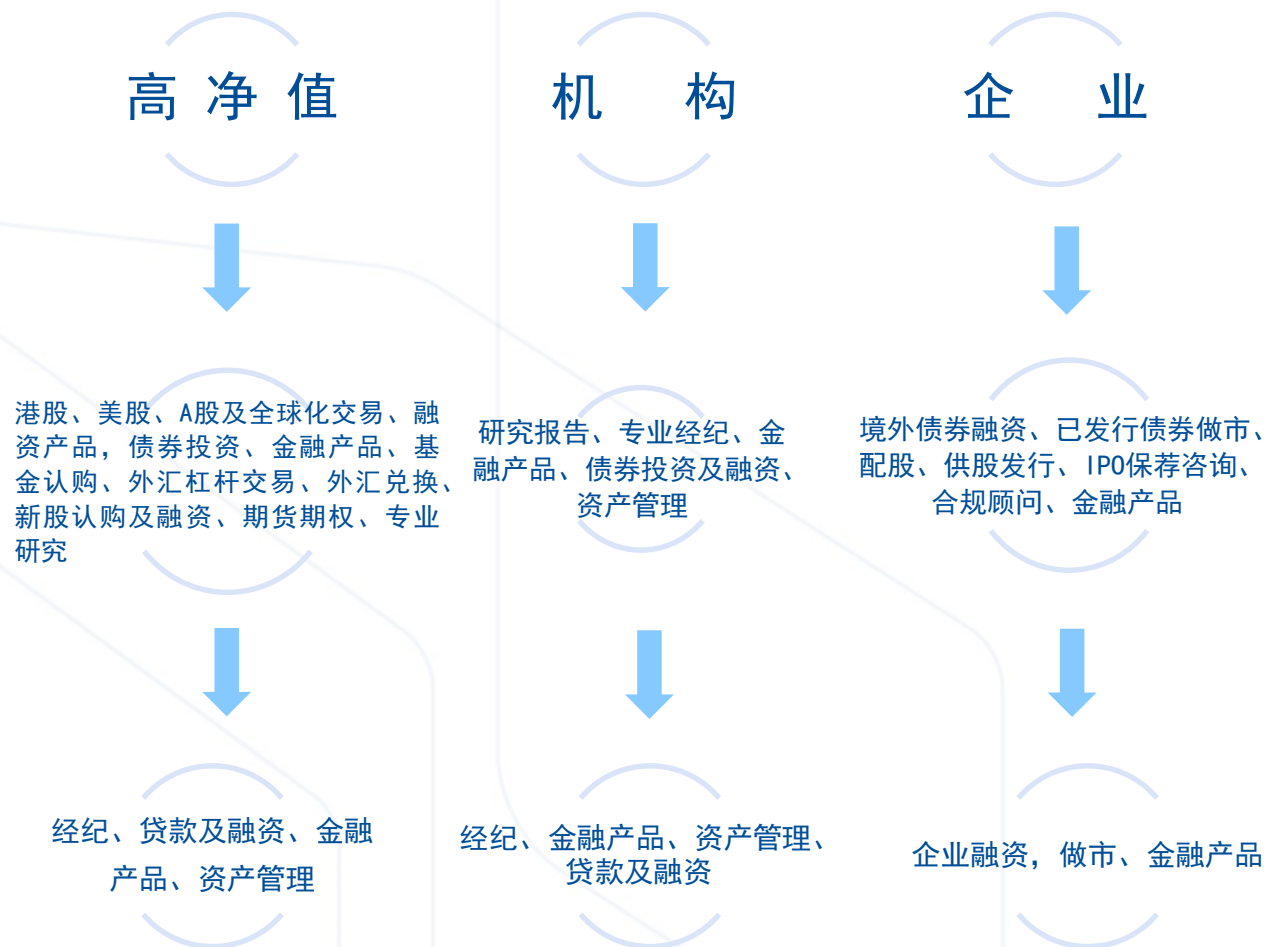 高净值
机构
企业
港股、美股、A股及全球化交易、融
资产品，债券投资、金融产品、基
金认购、外汇杠杆交易、外汇兑换、
新股认购及融资、期货期权、专业
研究
研究报告、专业经纪、金
融产品、债券投资及融资、
资产管理
境外债券融资、已发行债券做市、
配股、供股发行、IPO保荐咨询、
合规顾问、金融产品
经纪、贷款及融资、金融
产品、资产管理
经纪、金融产品、资产管理、
贷款及融资
企业融资，做市、金融产品